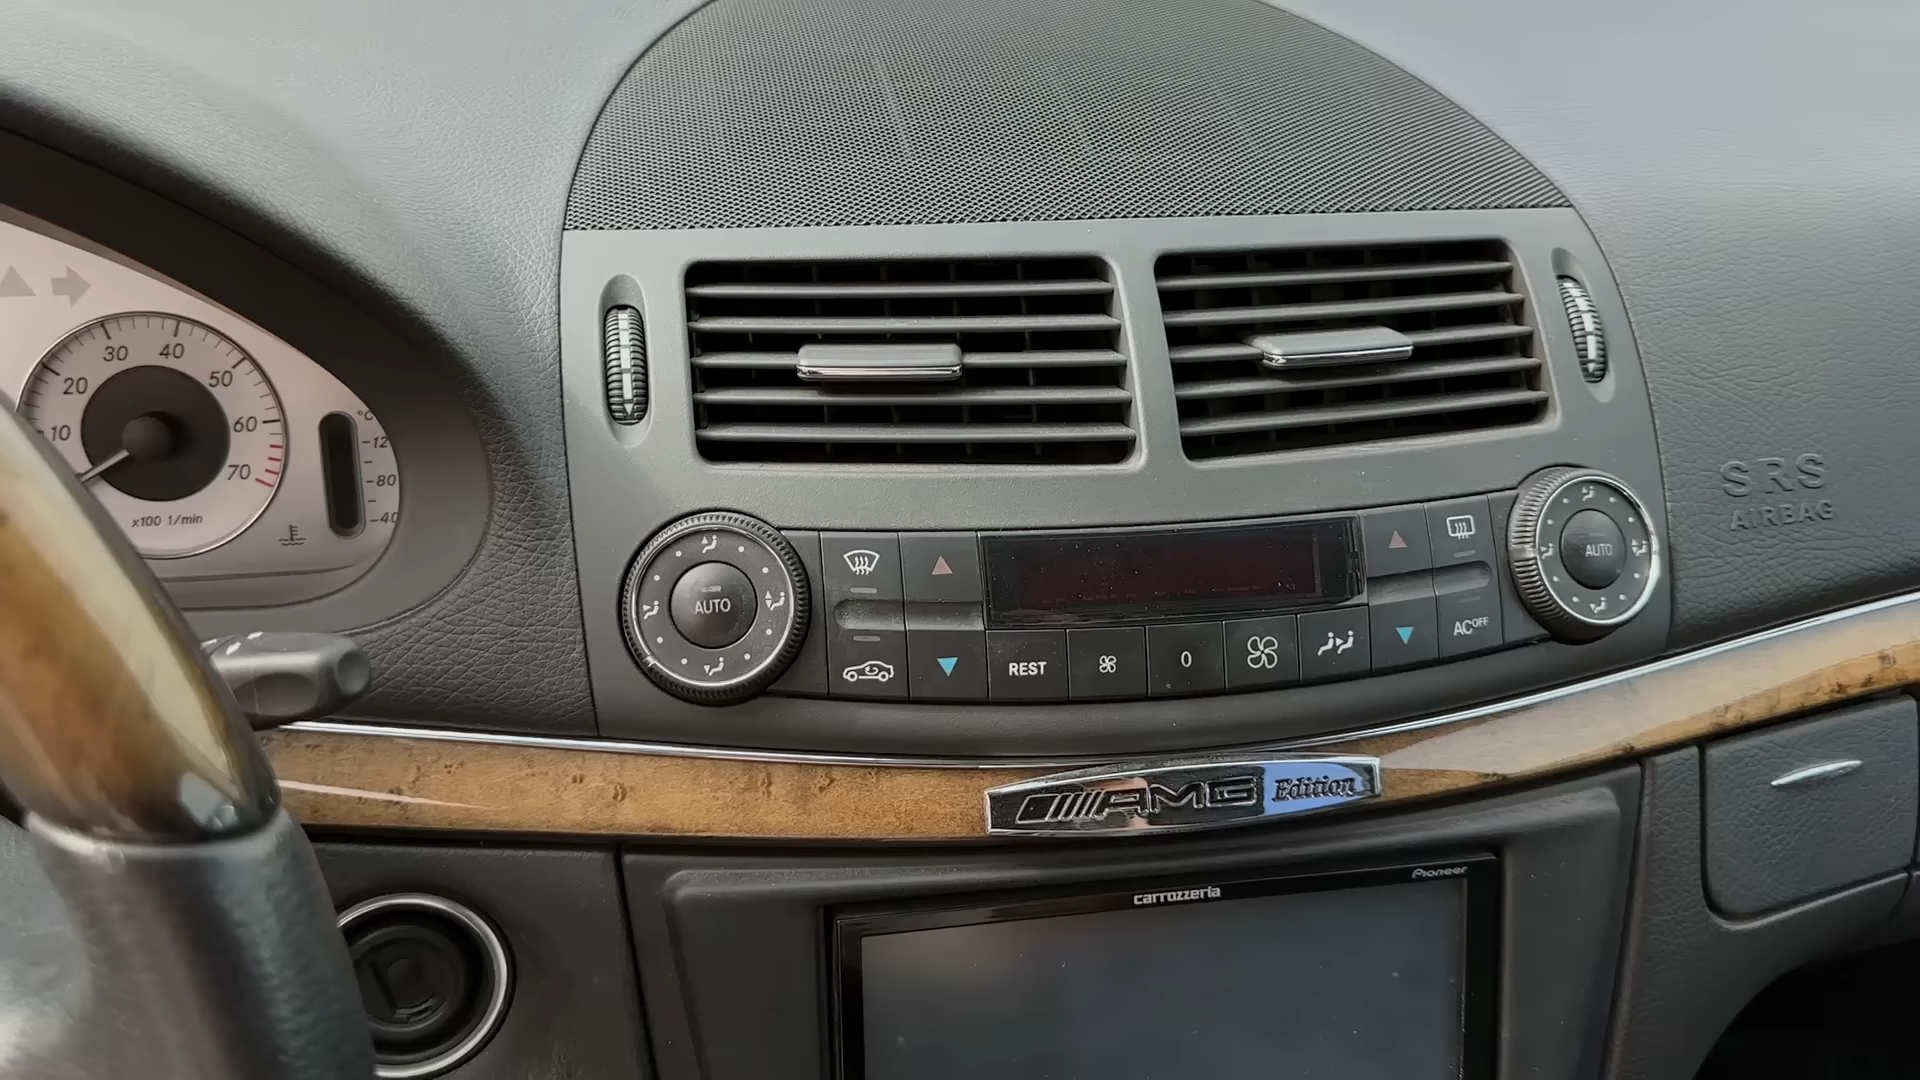 10
20
30
40
50
60
70
x100 1/min
°C
-12
-80
-40
SRS
AIRBAG
AUTO
AUTO
REST
0
AC OFF
AMG Edition
carrozzeria
Pioneer